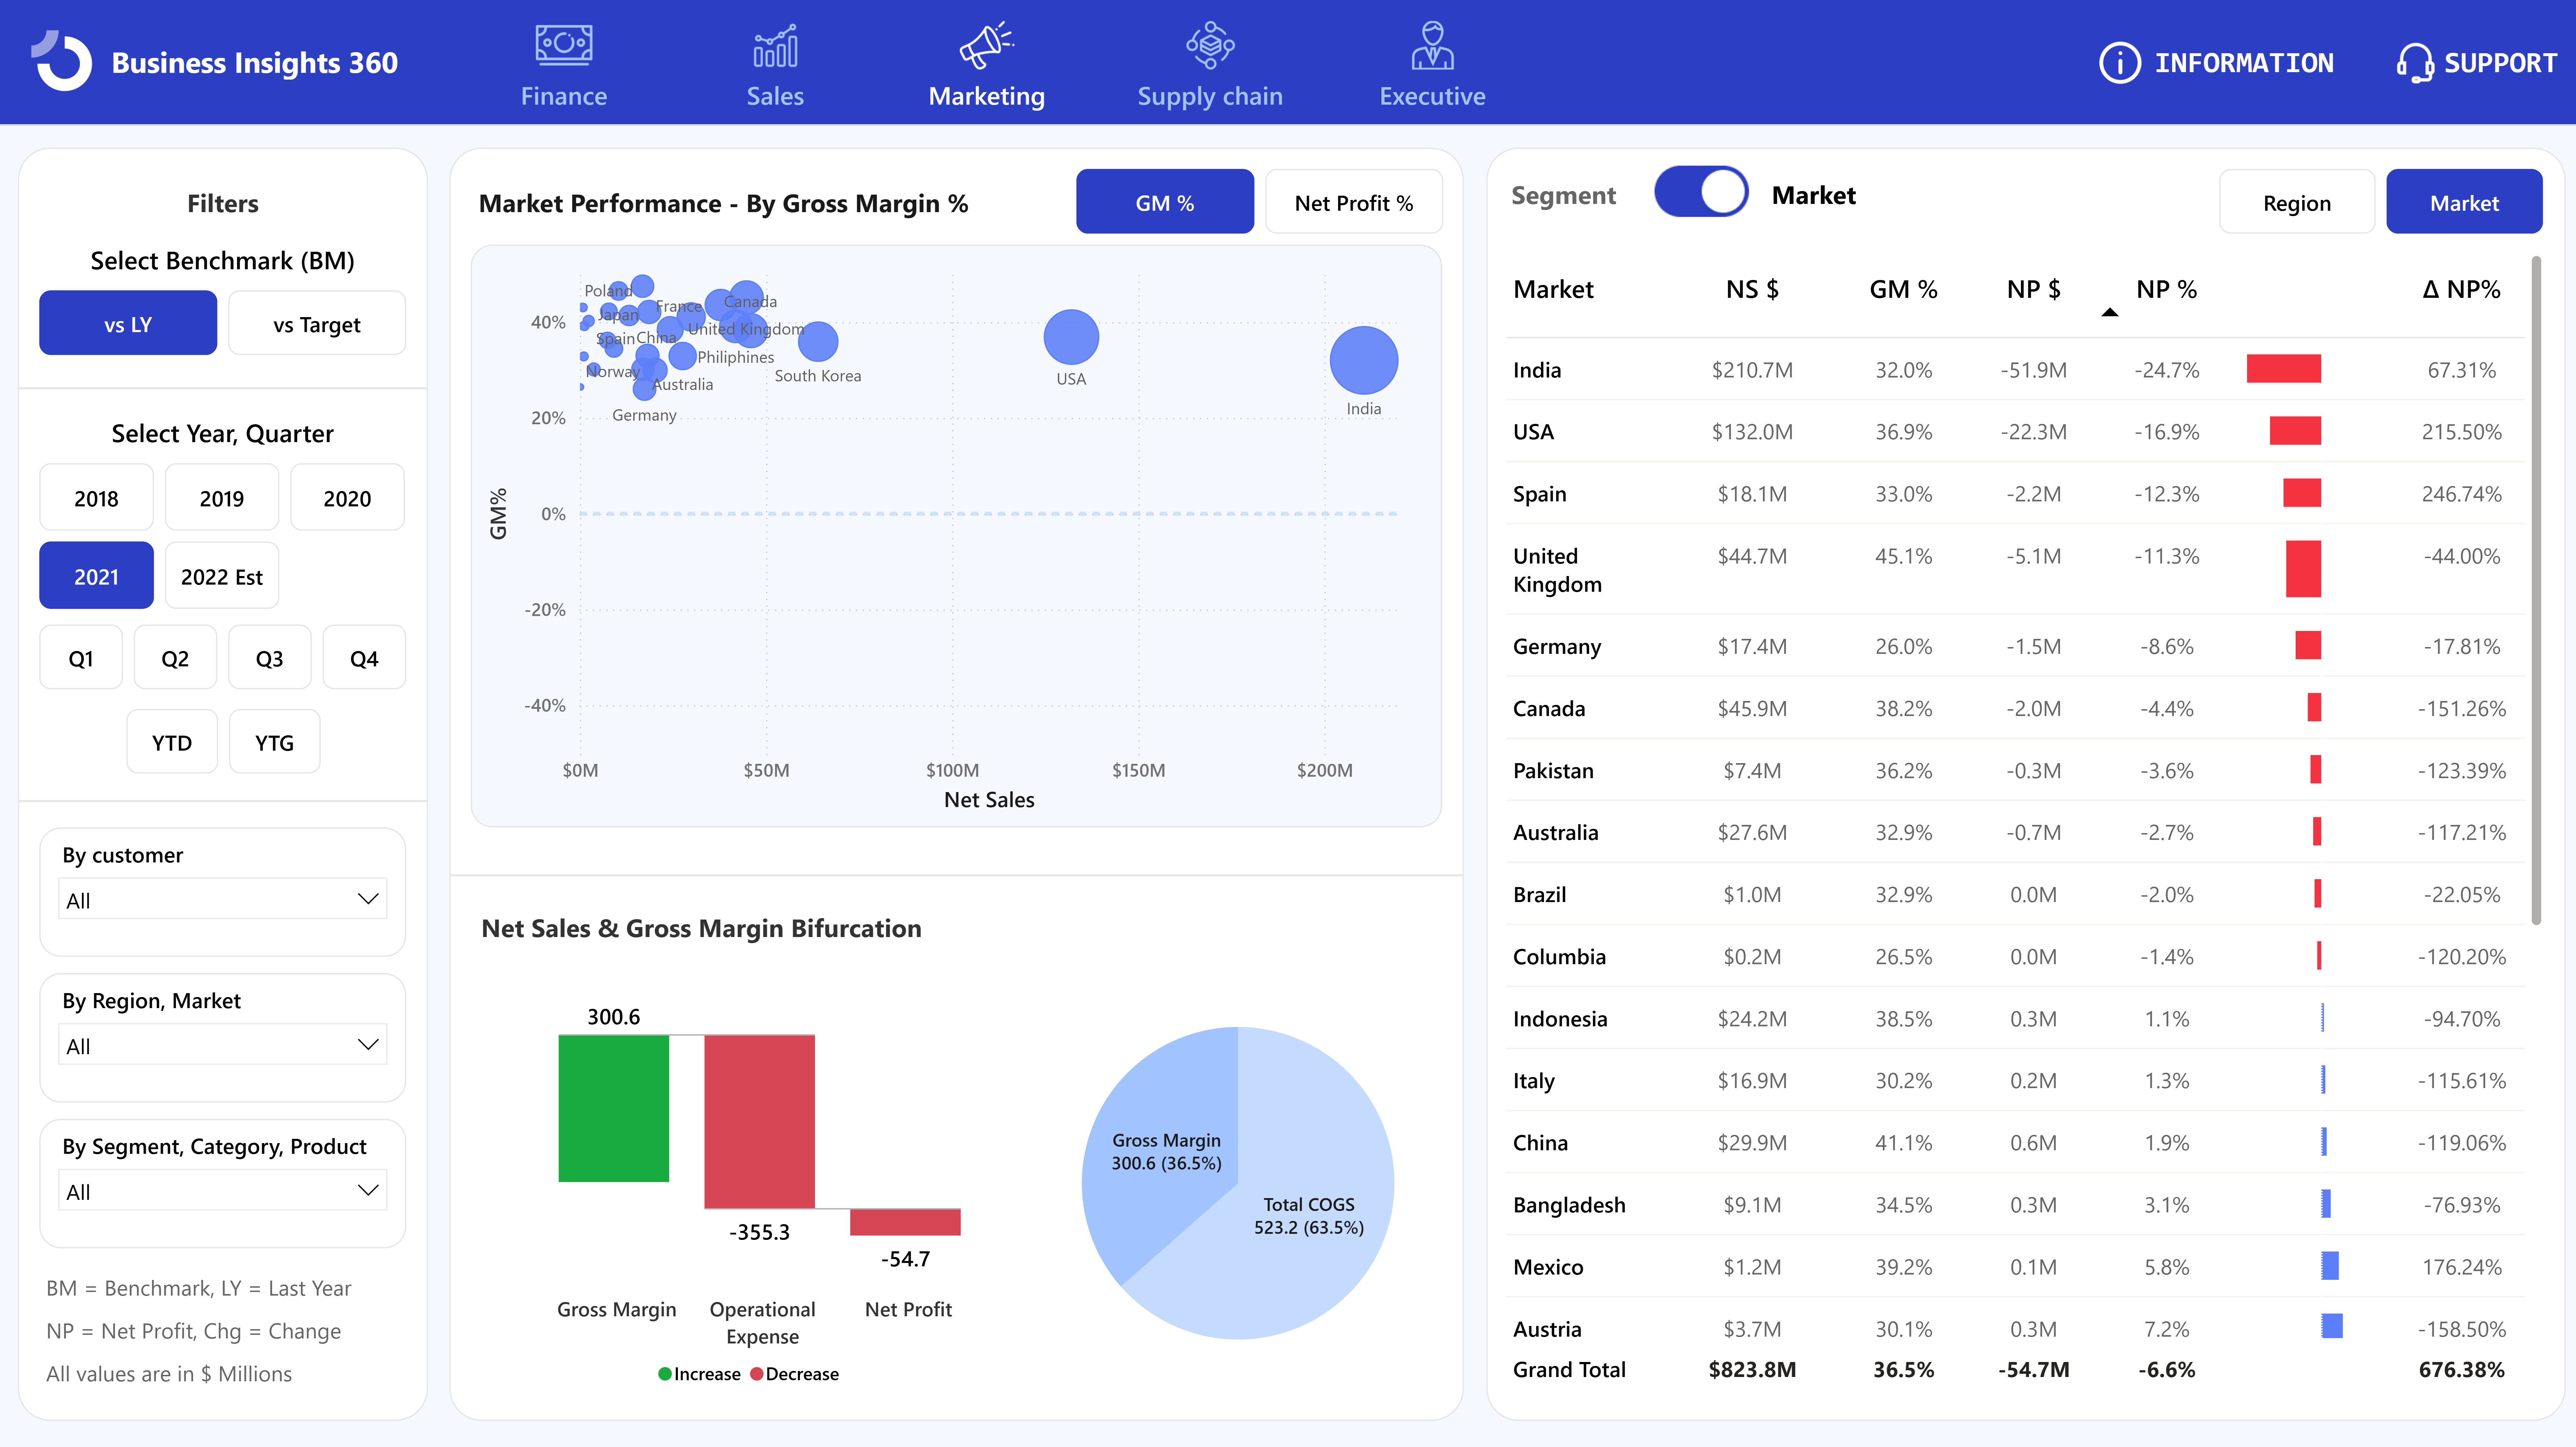 Business Insights 360
Finance
Sales
Marketing
Supply chain
Executive
INFORMATION
SUPPORT
Filters
Select Benchmark (BM)
vs LY
vs Target
Select Year, Quarter
2018
2019
2020
2021
2022 Est
Q1
Q2
Q3
Q4
YTD
YTG
By customer
All
By Region, Market
All
By Segment, Category, Product
All
BM = Benchmark, LY = Last Year
NP = Net Profit, Chg = Change
All values are in $ Millions
Market Performance - By Gross Margin %
GM %
Net Profit %
GM%
40%
20%
0%
-20%
-40%
Poland
Canada
France
Japan
United Kingdom
Spain
China
Philiphines
Norway
South Korea
Australia
USA
India
Germany
$0M
$50M
$100M
$150M
$200M
Net Sales
Net Sales & Gross Margin Bifurcation
300.6
-355.3
-54.7
Gross Margin
Operational
Expense
Net Profit
Increase
Decrease
Gross Margin
300.6 (36.5%)
Total COGS
523.2 (63.5%)
Segment
Market
Region
Market
Market NS $ GM % NP $ NP % Δ NP%
India $210.7M 32.0% -51.9M -24.7% 67.31%
USA $132.0M 36.9% -22.3M -16.9% 215.50%
Spain $18.1M 33.0% -2.2M -12.3% 246.74%
United $44.7M 45.1% -5.1M -11.3% -44.00%
Kingdom
Germany $17.4M 26.0% -1.5M -8.6% -17.81%
Canada $45.9M 38.2% -2.0M -4.4% -151.26%
Pakistan $7.4M 36.2% -0.3M -3.6% -123.39%
Australia $27.6M 32.9% -0.7M -2.7% -117.21%
Brazil $1.0M 32.9% 0.0M -2.0% -22.05%
Columbia $0.2M 26.5% 0.0M -1.4% -120.20%
Indonesia $24.2M 38.5% 0.3M 1.1% -94.70%
Italy $16.9M 30.2% 0.2M 1.3% -115.61%
China $29.9M 41.1% 0.6M 1.9% -119.06%
Bangladesh $9.1M 34.5% 0.3M 3.1% -76.93%
Mexico $1.2M 39.2% 0.1M 5.8% 176.24%
Austria $3.7M 30.1% 0.3M 7.2% -158.50%
Grand Total $823.8M 36.5% -54.7M -6.6% 676.38%